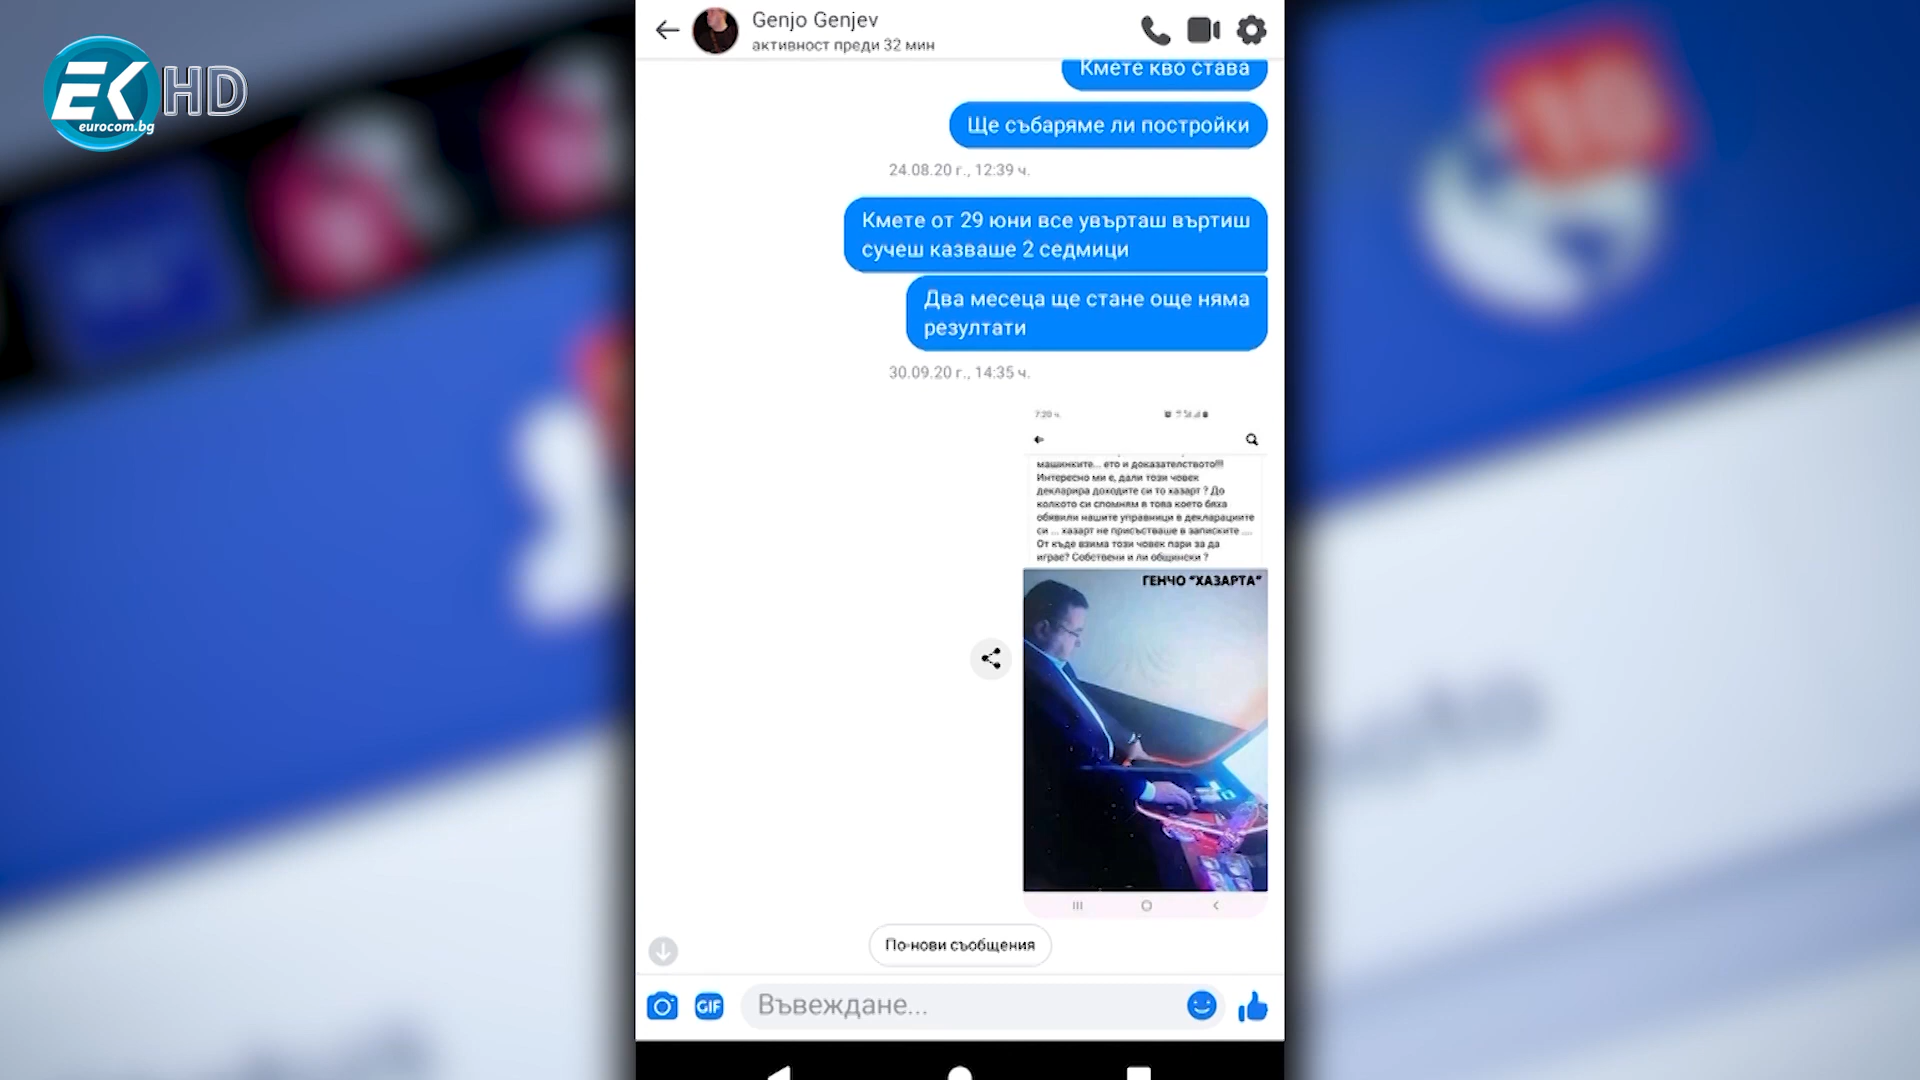 EK HD
eurocom.bg
Genjo Genjev
активност преди 32 мин
Кмете кво става
Ще събаряме ли постройки
24.08.20 г., 12:39 ч.
Кмете от 29 юни все увърташ въртиш
сучеш казваше 2 седмици
Два месеца ще стане още няма
резултати
30.09.20 г., 14:35 ч.
7:20 ч.
машинките... ето и доказателството!!!
Интересно ми е, дали този човек
декларира доходите си то хазарт ? До
колкото си спомням в това което бяха
обявили нашите управници в декларациите
си ... хазарт не присъстваше в записките ....
От къде взима този човек пари за да
играе? Собствени и ли общински ?
ГЕНЧО “ХАЗАРТА”
По-нови съобщения
GIF
Въвеждане...